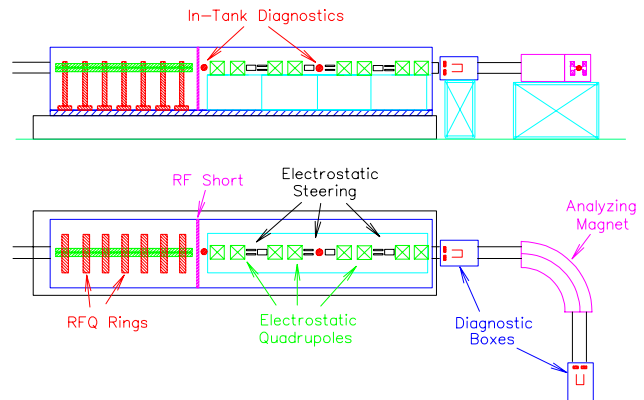 In-Tank Diagnostics
RF Short
Electrostatic
Steering
Analyzing
Magnet
RFQ Rings
Electrostatic
Quadrupoles
Diagnostic
Boxes